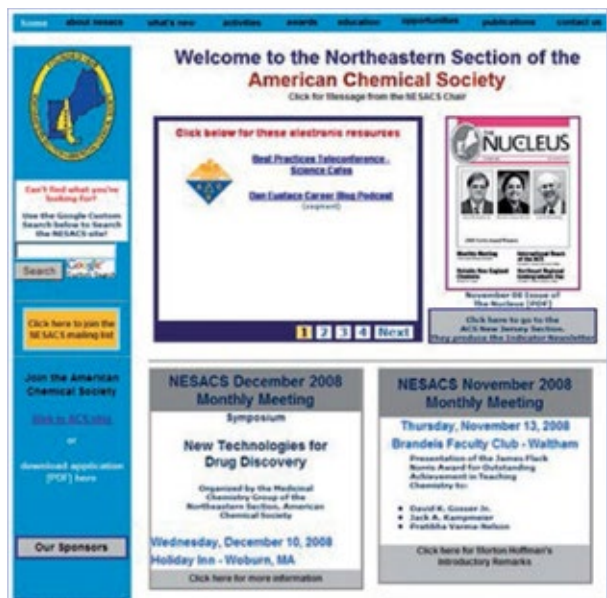 home about nesacs what's new activities awards education opportunities publications contact us
Welcome to the Northeastern Section of the
American Chemical Society
Click for Message from the NESACS Chair
Can't find what you're
looking for?
Use the Google Custom
Search below to Search
the NESACS site!
Search
Click here to join the
NESACS mailing list
Join the American
Chemical Society
link to ACS site
or
download application
[PDF] here
Our Sponsors
Click below for these electronic resources
Best Practices Teleconference -
Science Cafes
Dan Eustace Career Blog Podcast
(segment)
1 2 3 4 Next
THE
NUCLEUS
Monthly Meeting
November 08 Issue of
The Nucleus [PDF]
Click here to go to the
ACS New Jersey Section.
They produce the Indicator Newsletter
NESACS December 2008
Monthly Meeting
Symposium
New Technologies for
Drug Discovery
Organized by the Medicinal
Chemistry Group of the
Northeastern Section, American
Chemical Society
Wednesday, December 10, 2008
Holiday Inn - Woburn, MA
Click here for more information
NESACS November 2008
Monthly Meeting
Thursday, November 13, 2008
Brandeis Faculty Club - Waltham
Presentation of the James Flack
Norris Award for Outstanding
Achievement in Teaching
Chemistry to:
David K. Gosser Jr.
Jack A. Kampmeier
Pratibha Varma-Nelson
Click here for Morton Hoffman's
Introductory Remarks